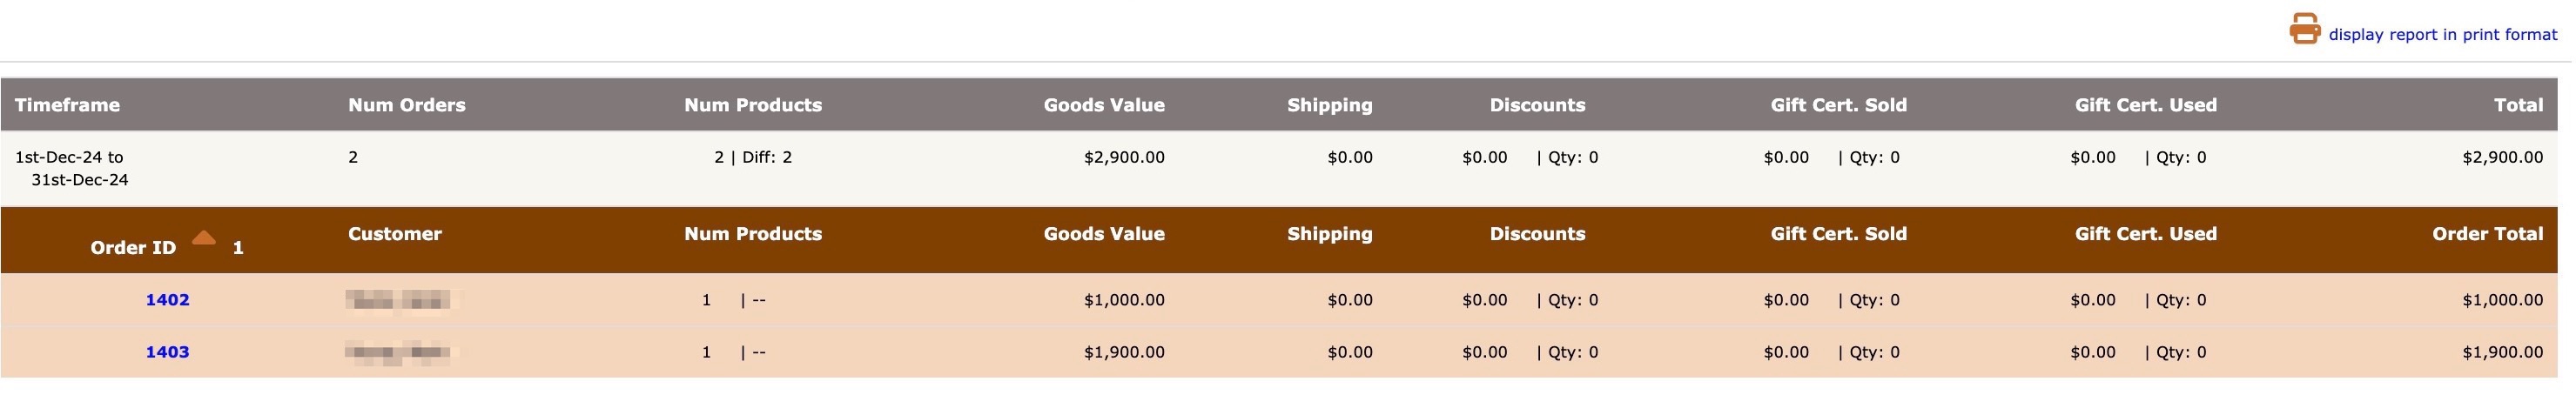 display report in print format
Timeframe Num Orders Num Products Goods Value Shipping Discounts Gift Cert. Sold Gift Cert. Used Total
1st-Dec-24 to 2 2 | Diff: 2 $2,900.00 $0.00 $0.00 | Qty: 0 $0.00 | Qty: 0 $0.00 | Qty: 0 $2,900.00
31st-Dec-24
Order ID 1 Customer Num Products Goods Value Shipping Discounts Gift Cert. Sold Gift Cert. Used Order Total
1402 1 | -- $1,000.00 $0.00 $0.00 | Qty: 0 $0.00 | Qty: 0 $0.00 | Qty: 0 $1,000.00
1403 1 | -- $1,900.00 $0.00 $0.00 | Qty: 0 $0.00 | Qty: 0 $0.00 | Qty: 0 $1,900.00